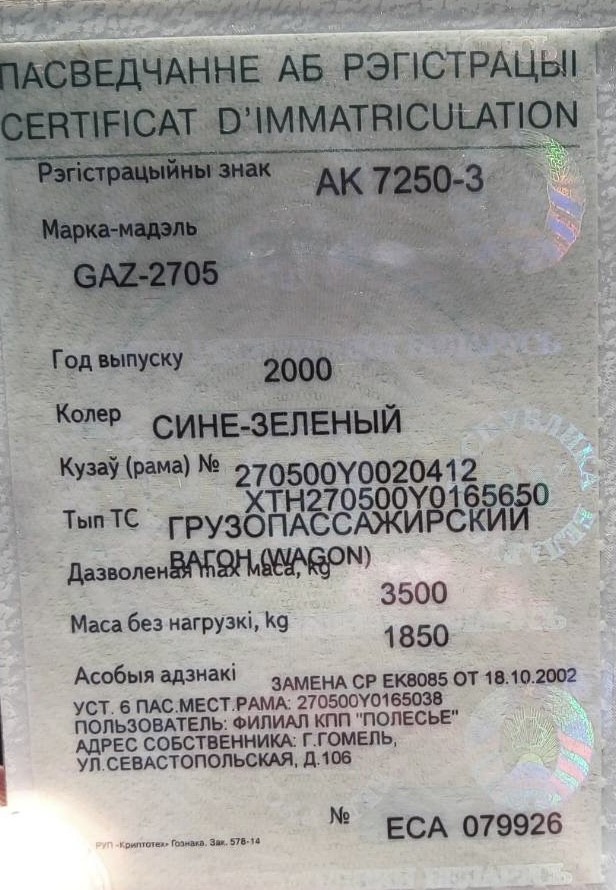 ПАСВЕДЧАННЕ АБ РЭГІСТРАЦЫІ
CERTIFICAT D'IMMATRICULATION
Рэгістрацыйны знак АК 7250-3
Марка-мадэль
GAZ-2705
Год выпуску 2000
Колер СИНЕ-ЗЕЛЕНЫЙ
Кузаў (рама) № 270500Y0020412
XTH270500Y0165650
Тып ТС ГРУЗОПАССАЖИРСКИЙ
ВАГОН (WAGON)
Дазволеная max маса, kg
3500
Маса без нагрузкі, kg 1850
Асобыя адзнакі ЗАМЕНА СР ЕК8085 ОТ 18.10.2002
УСТ. 6 ПАС.МЕСТ.РАМА: 270500Y0165038
ПОЛЬЗОВАТЕЛЬ: ФИЛИАЛ КПП "ПОЛЕСЬЕ"
АДРЕС СОБСТВЕННИКА: Г.ГОМЕЛЬ,
УЛ.СЕВАСТОПОЛЬСКАЯ, Д.106
№ ЕСА 079926
РУП «Криптотех» Гознака. Зак. 578-14